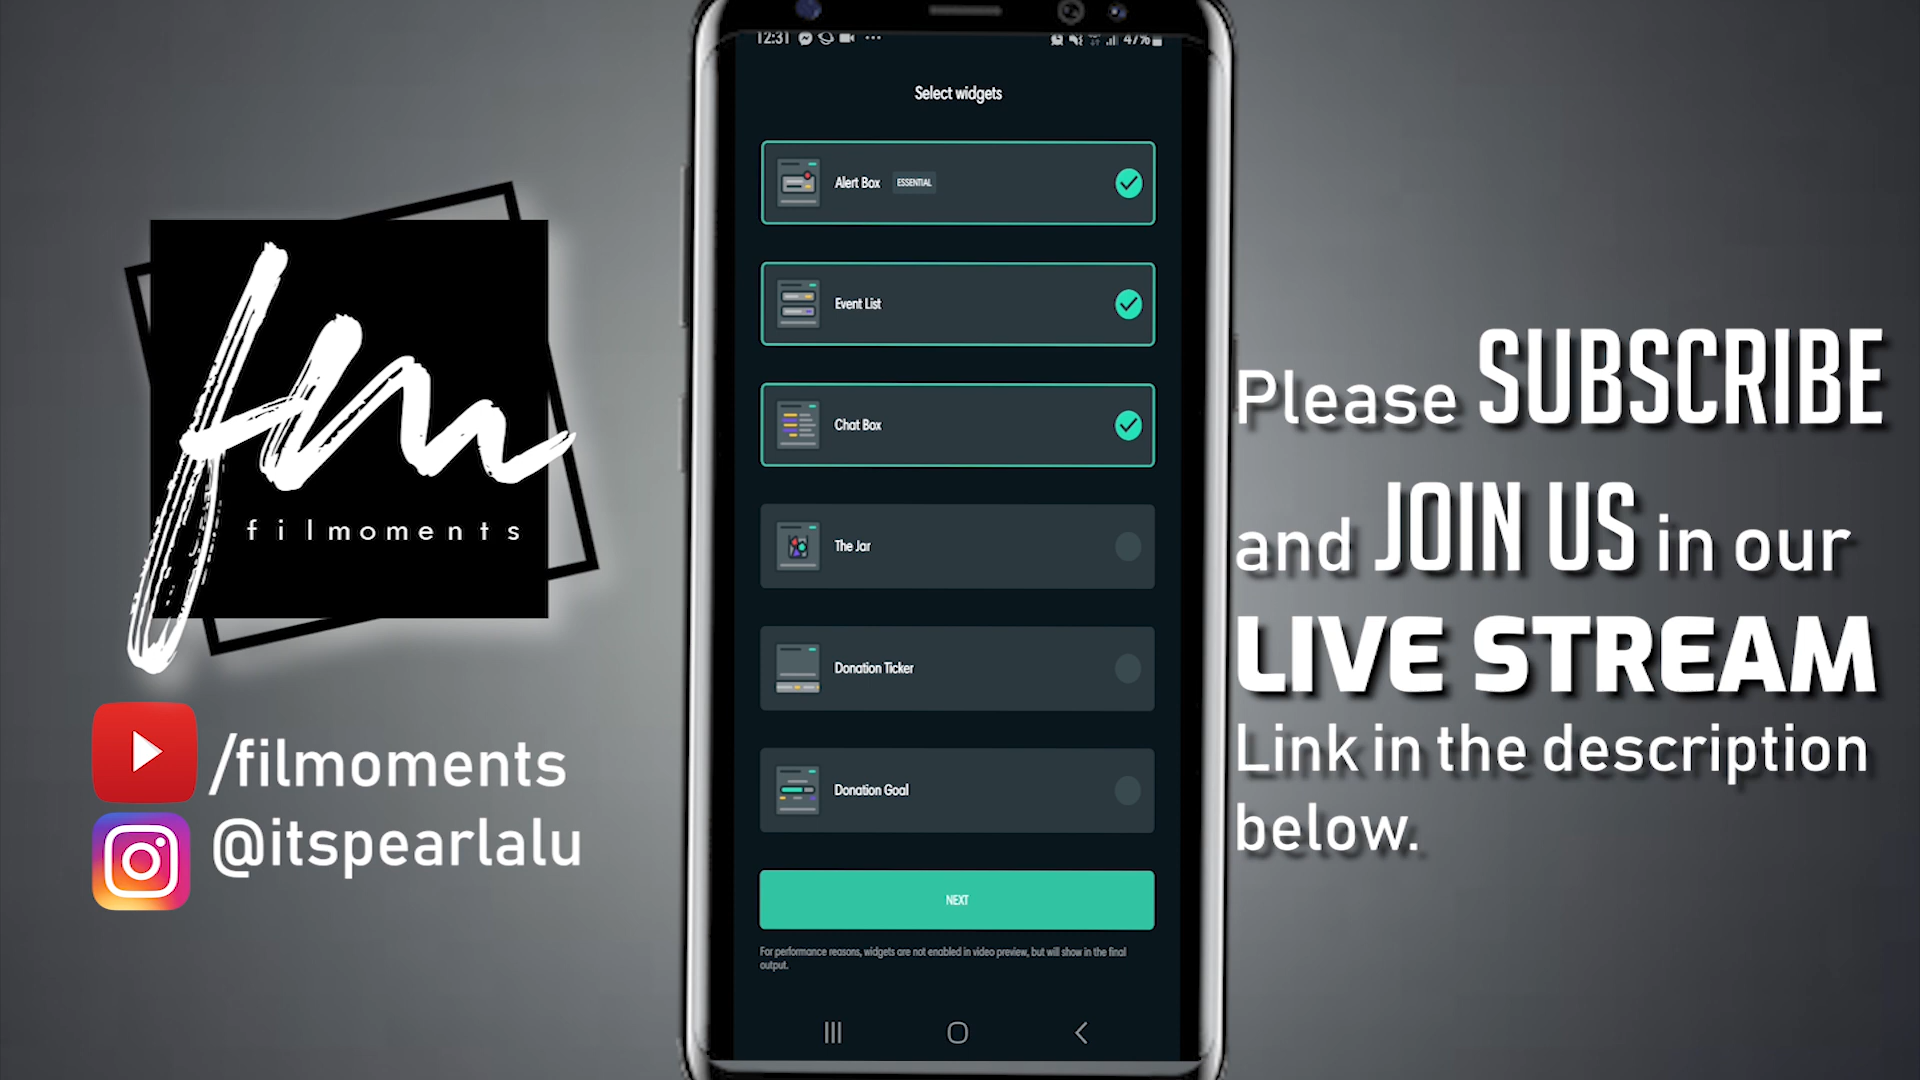 12:31
47%
Select widgets
Alert Box ESSENTIAL
Event List
Chat Box
The Jar
Donation Ticker
Donation Goal
NEXT
For performance reasons, widgets are not enabled in video preview, but will show in the final
output.
fm
filmoments
/filmoments
@itspearlalu
Please SUBSCRIBE
and JOIN US in our
LIVE STREAM
Link in the description
below.